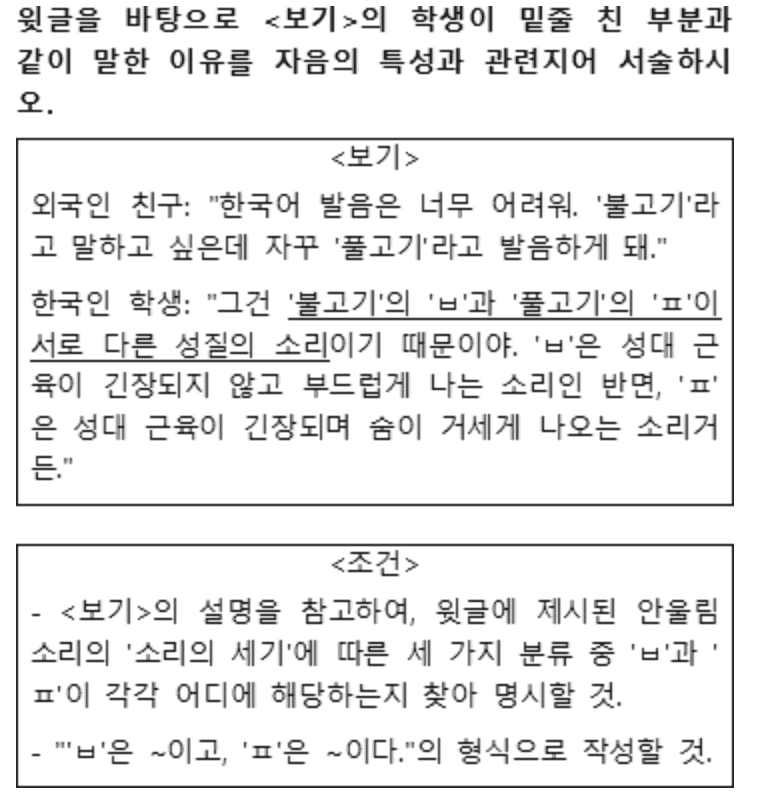 윗글을 바탕으로 <보기>의 학생이 밑줄 친 부분과
같이 말한 이유를 자음의 특성과 관련지어 서술하시
오.
<보기>
외국인 친구: "한국어 발음은 너무 어려워. '불고기'라
고 말하고 싶은데 자꾸 '풀고기'라고 발음하게 돼."
한국인 학생: "그건 '불고기'의 'ㅂ'과 '풀고기'의 'ㅍ'이
서로 다른 성질의 소리이기 때문이야. 'ㅂ'은 성대 근
육이 긴장되지 않고 부드럽게 나는 소리인 반면, 'ㅍ'
은 성대 근육이 긴장되며 숨이 거세게 나오는 소리거
든."
<조건>
- <보기>의 설명을 참고하여, 윗글에 제시된 안울림
소리의 '소리의 세기'에 따른 세 가지 분류 중 'ㅂ'과 '
ㅍ'이 각각 어디에 해당하는지 찾아 명시할 것.
- "'ㅂ'은 ~이고, 'ㅍ'은 ~이다."의 형식으로 작성할 것.